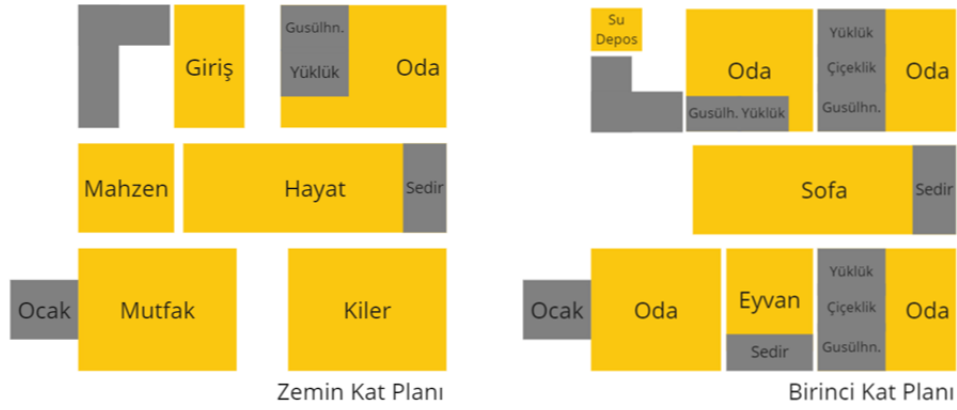 Giriş
Gusülhn.
Yüklük
Oda
Mahzen
Hayat
Sedir
Ocak
Mutfak
Kiler
Zemin Kat Planı
Su
Depos
Oda
Gusülh. Yüklük
Yüklük
Çiçeklik
Gusülhn.
Oda
Sofa
Sedir
Ocak
Oda
Eyvan
Sedir
Yüklük
Çiçeklik
Gusülhn.
Oda
Birinci Kat Planı